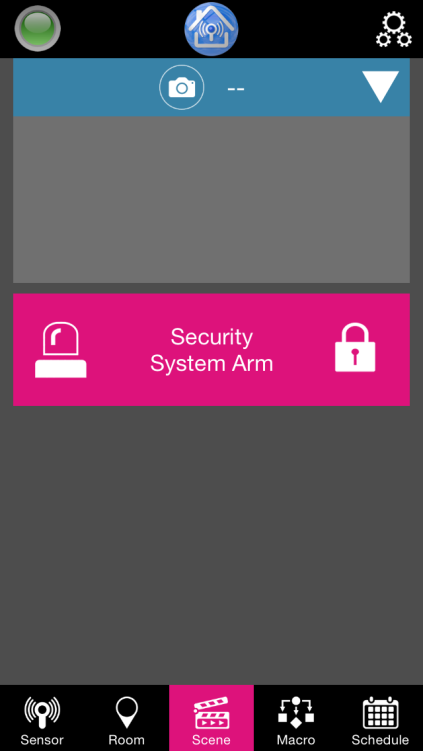 --
Security
System Arm
Sensor
Room
Scene
Macro
Schedule